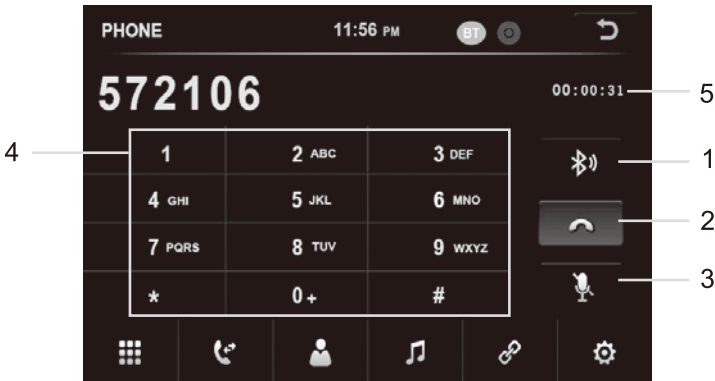 PHONE 11:56 PM BT
572106
00:00:31 5
4
1 2 ABC 3 DEF
1
4 GHI 5 JKL 6 MNO
2
7 PQRS 8 TUV 9 WXYZ
3
* 0 + #